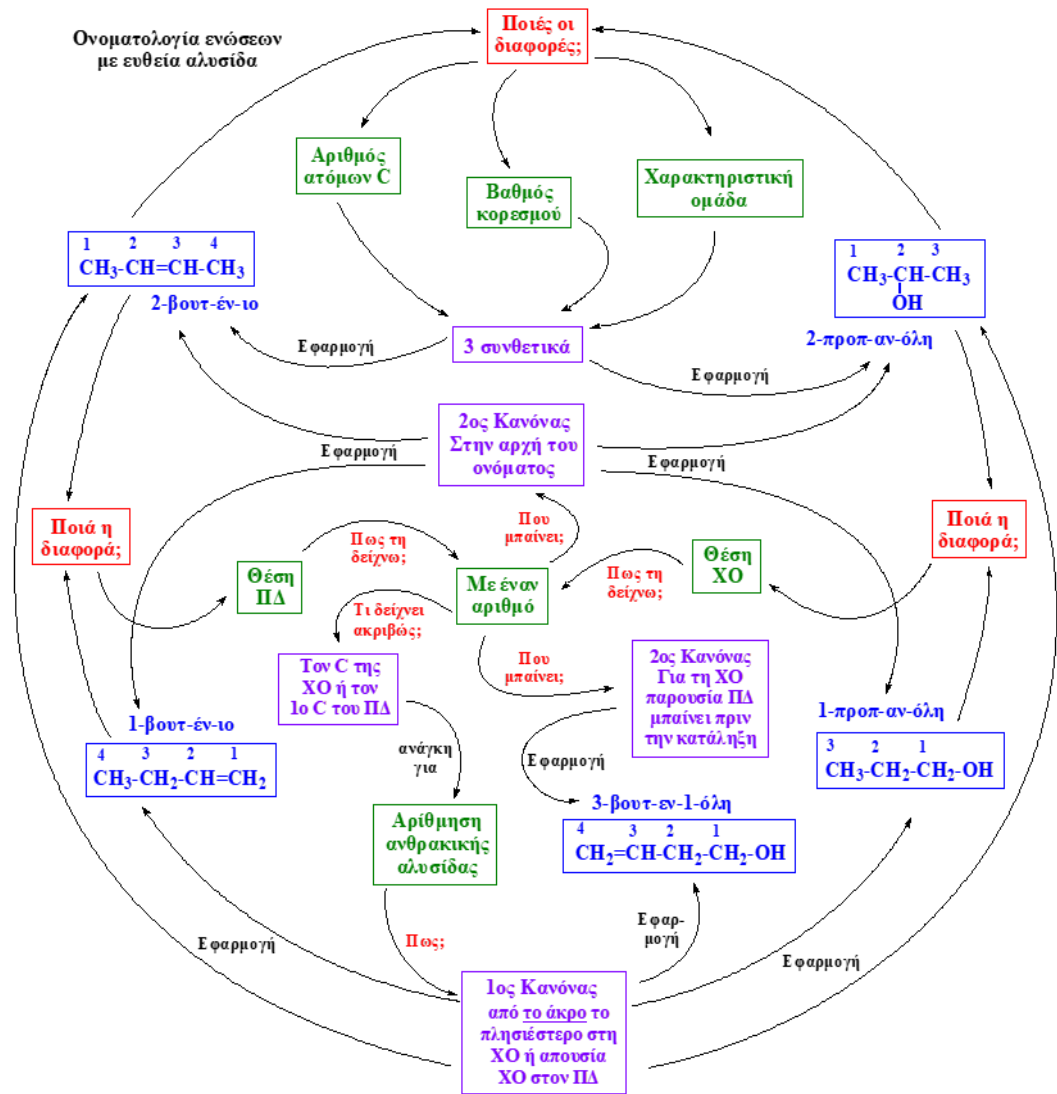 Ονοματολογία ενώσεων
με ευθεία αλυσίδα
Ποιές οι
διαφορές;
Αριθμός
ατόμων C
Βαθμός
κορεσμού
Χαρακτηριστική
ομάδα
1 2 3 4
CH₃-CH=CH-CH₃
2-βουτ-έν-ιο
1 2 3
CH₃-CH-CH₃
OH
2-προπ-αν-όλη
Εφαρμογή
3 συνθετικά
Εφαρμογή
2ος Κανόνας
Στην αρχή του
ονόματος
Εφαρμογή
Εφαρμογή
Ποιά η
διαφορά;
Θέση
ΠΔ
Πως τη
δείχνω;
Με έναν
αριθμό
Που
μπαίνει;
Πως τη
δείχνω;
Θέση
ΧΟ
Ποιά η
διαφορά;
Τι δείχνει
ακριβώς;
Που
μπαίνει;
Τον C της
ΧΟ ή τον
1ο C του ΠΔ
2ος Κανόνας
Για τη ΧΟ
παρουσία ΠΔ
μπαίνει πριν
την κατάληξη
1-βουτ-έν-ιο
4 3 2 1
CH₃-CH₂-CH=CH₂
1-προπ-αν-όλη
3 2 1
CH₃-CH₂-CH₂-OH
ανάγκη
για
Εφαρμογή
Αρίθμηση
ανθρακικής
αλυσίδας
3-βουτ-εν-1-όλη
4 3 2 1
CH₂=CH-CH₂-CH₂-OH
Εφαρμογή
Πως;
Εφαρ-
μογή
Εφαρμογή
1ος Κανόνας
από το άκρο το
πλησιέστερο στη
ΧΟ ή απουσία
ΧΟ στον ΠΔ